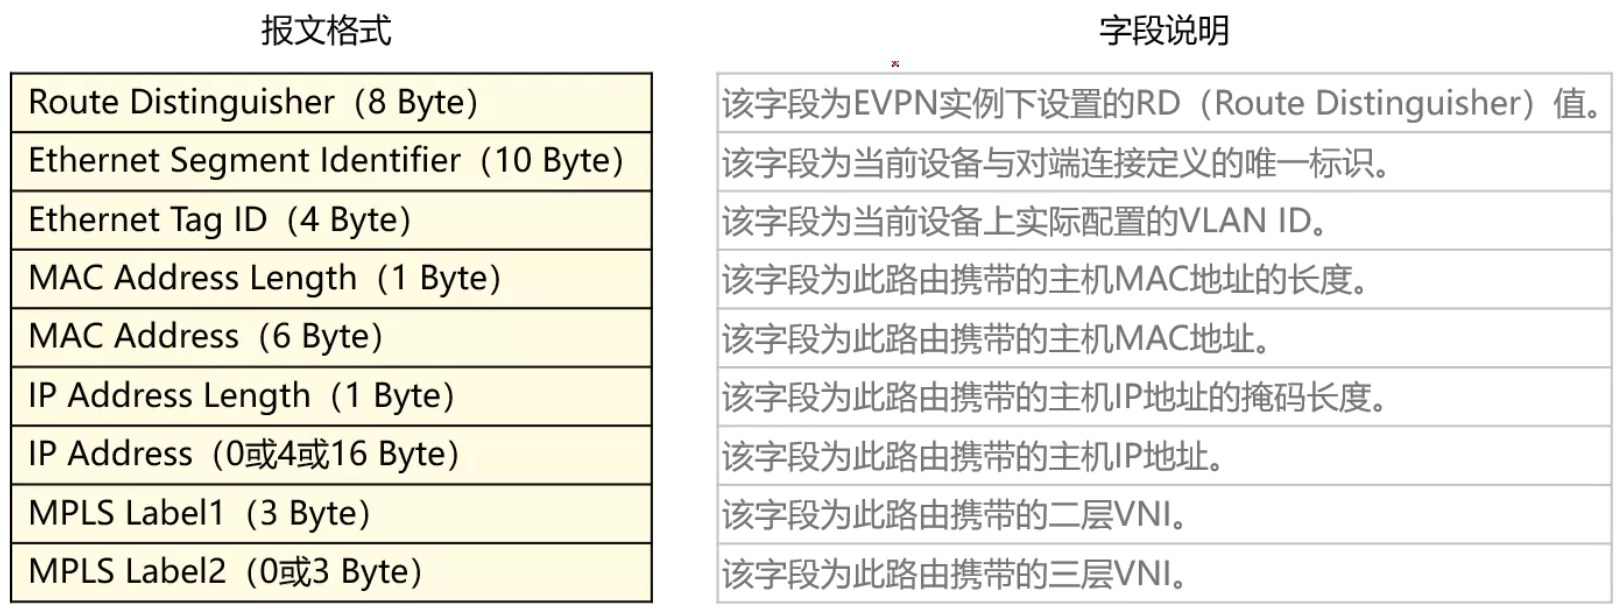 报文格式
字段说明
Route Distinguisher（8 Byte）
该字段为EVPN实例下设置的RD（Route Distinguisher）值。
Ethernet Segment Identifier（10 Byte）
该字段为当前设备与对端连接定义的唯一标识。
Ethernet Tag ID（4 Byte）
该字段为当前设备上实际配置的VLAN ID。
MAC Address Length（1 Byte）
该字段为此路由携带的主机MAC地址的长度。
MAC Address（6 Byte）
该字段为此路由携带的主机MAC地址。
IP Address Length（1 Byte）
该字段为此路由携带的主机IP地址的掩码长度。
IP Address（0或4或16 Byte）
该字段为此路由携带的主机IP地址。
MPLS Label1（3 Byte）
该字段为此路由携带的二层VNI。
MPLS Label2（0或3 Byte）
该字段为此路由携带的三层VNI。